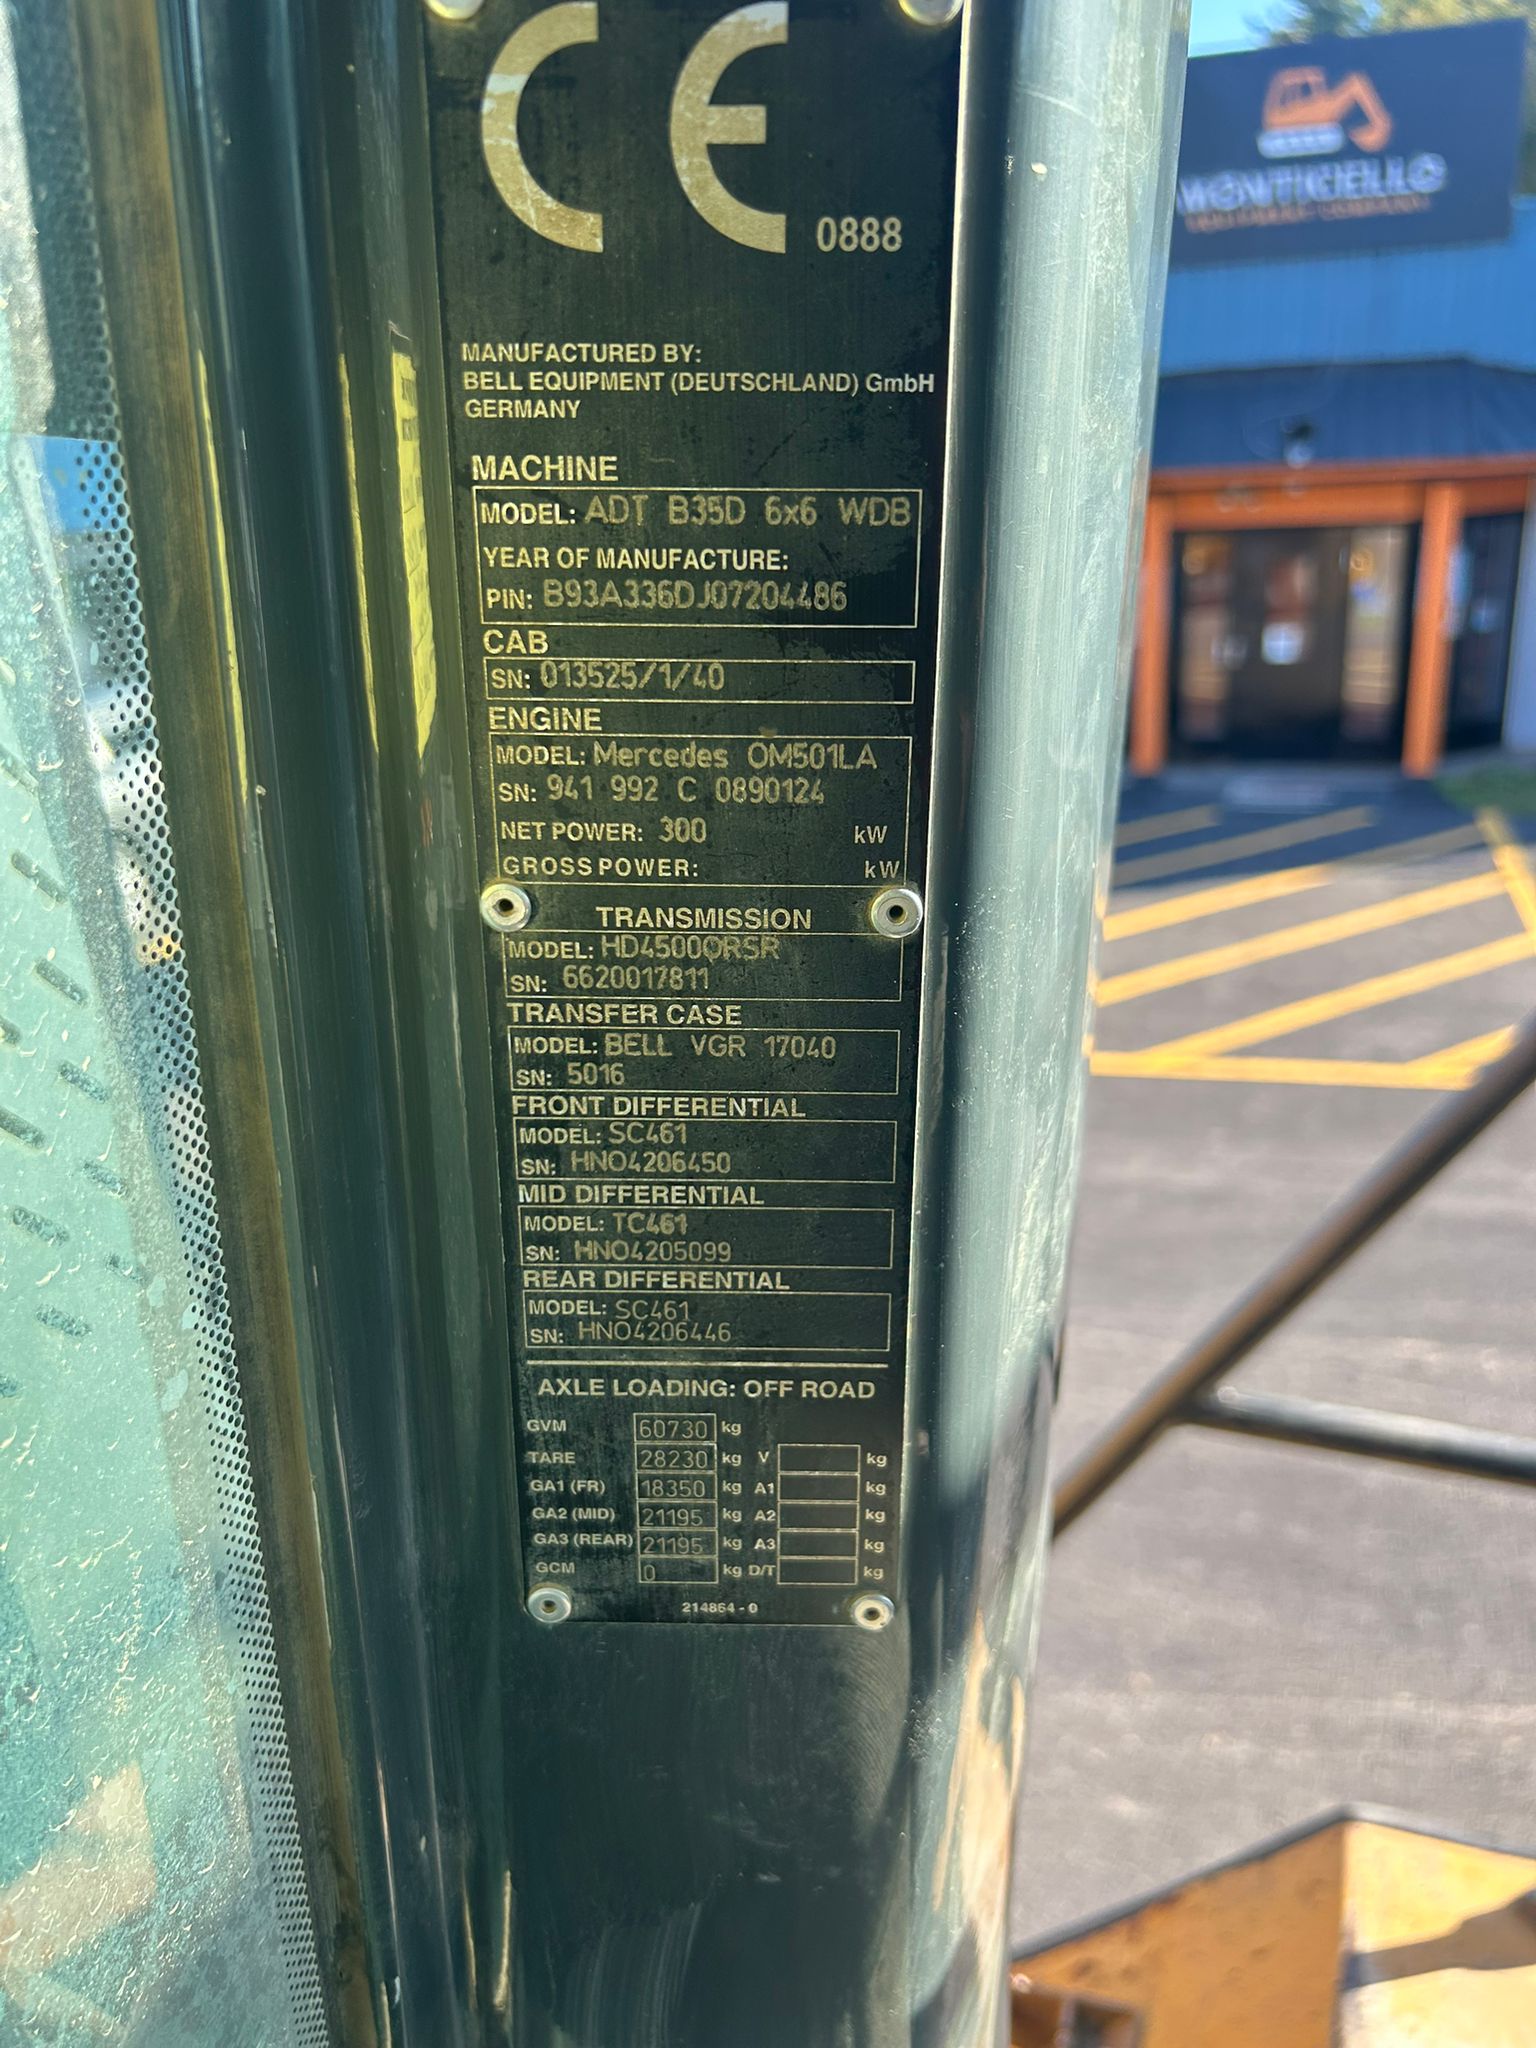 CE 0888
MONTICELLO
EQUIPMENT COMPANY
MANUFACTURED BY:
BELL EQUIPMENT (DEUTSCHLAND) GmbH
GERMANY
MACHINE
MODEL: ADT B35D 6x6 WDB
YEAR OF MANUFACTURE:
PIN: B93A336DJ07204486
CAB
SN: 013525/1/40
ENGINE
MODEL: Mercedes OM501LA
SN: 941 992 C 0890124
NET POWER: 300 kW
GROSS POWER: kW
TRANSMISSION
MODEL: HD4500ORSR
SN: 6620017811
TRANSFER CASE
MODEL: BELL VGR 17040
SN: 5016
FRONT DIFFERENTIAL
MODEL: SC461
SN: HNO4206450
MID DIFFERENTIAL
MODEL: TC461
SN: HNO4205099
REAR DIFFERENTIAL
MODEL: SC461
SN: HNO4206446
AXLE LOADING: OFF ROAD
GVM 60730 kg
TARE 28230 kg V kg
GA1 (FR) 18350 kg A1 kg
GA2 (MID) 21195 kg A2 kg
GA3 (REAR) 21195 kg A3 kg
GCM 0 kg D/T kg
214864 - 0